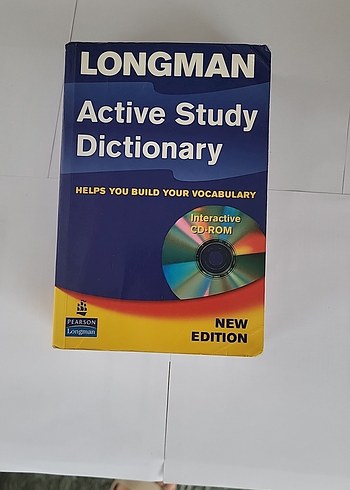 LONGMAN
Active Study
Dictionary
HELPS YOU BUILD YOUR VOCABULARY
Interactive
CD-ROM
PEARSON
Longman
NEW
EDITION